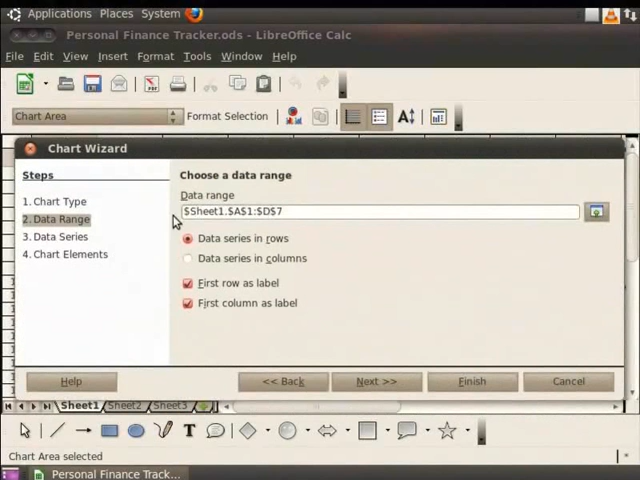 Applications Places System
Personal Finance Tracker.ods - LibreOffice Calc
File Edit View Insert Format Tools Data Window Help
Chart Area Format Selection
Chart Wizard
Steps
1. Chart Type
2. Data Range
3. Data Series
4. Chart Elements
Choose a data range
Data range
$Sheet1.$A$1:$D$7
Data series in rows
Data series in columns
First row as label
First column as label
Help << Back Next >> Finish Cancel
Sheet1 Sheet2 Sheet3
Chart Area selected
Personal Finance Track...